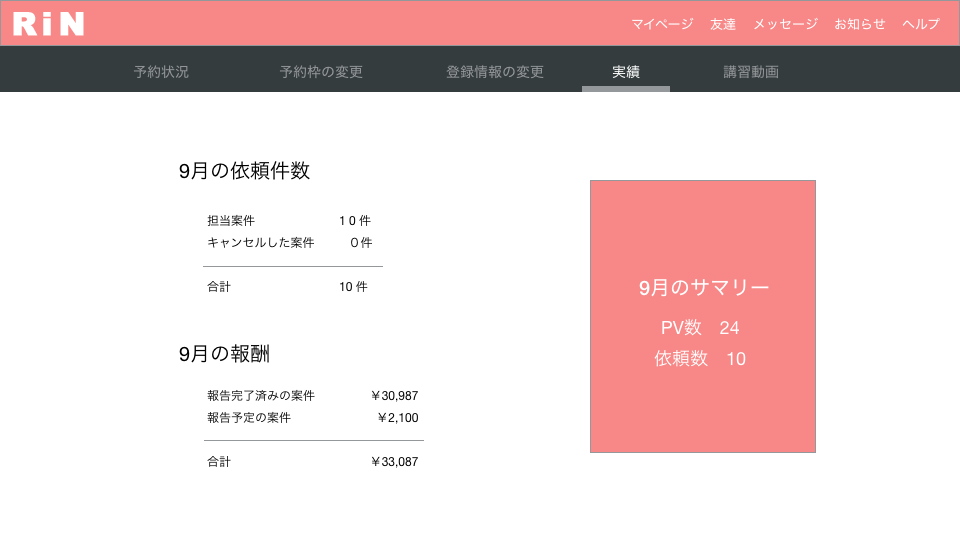 RiN
マイページ 友達 メッセージ お知らせ ヘルプ
予約状況 予約枠の変更 登録情報の変更 実績 講習動画
9月の依頼件数
担当案件 1 0 件
キャンセルした案件 0 件
合計 10 件
9月の報酬
報告完了済みの案件 ¥30,987
報告予定の案件 ¥2,100
合計 ¥33,087
9月のサマリー
PV数 24
依頼数 10